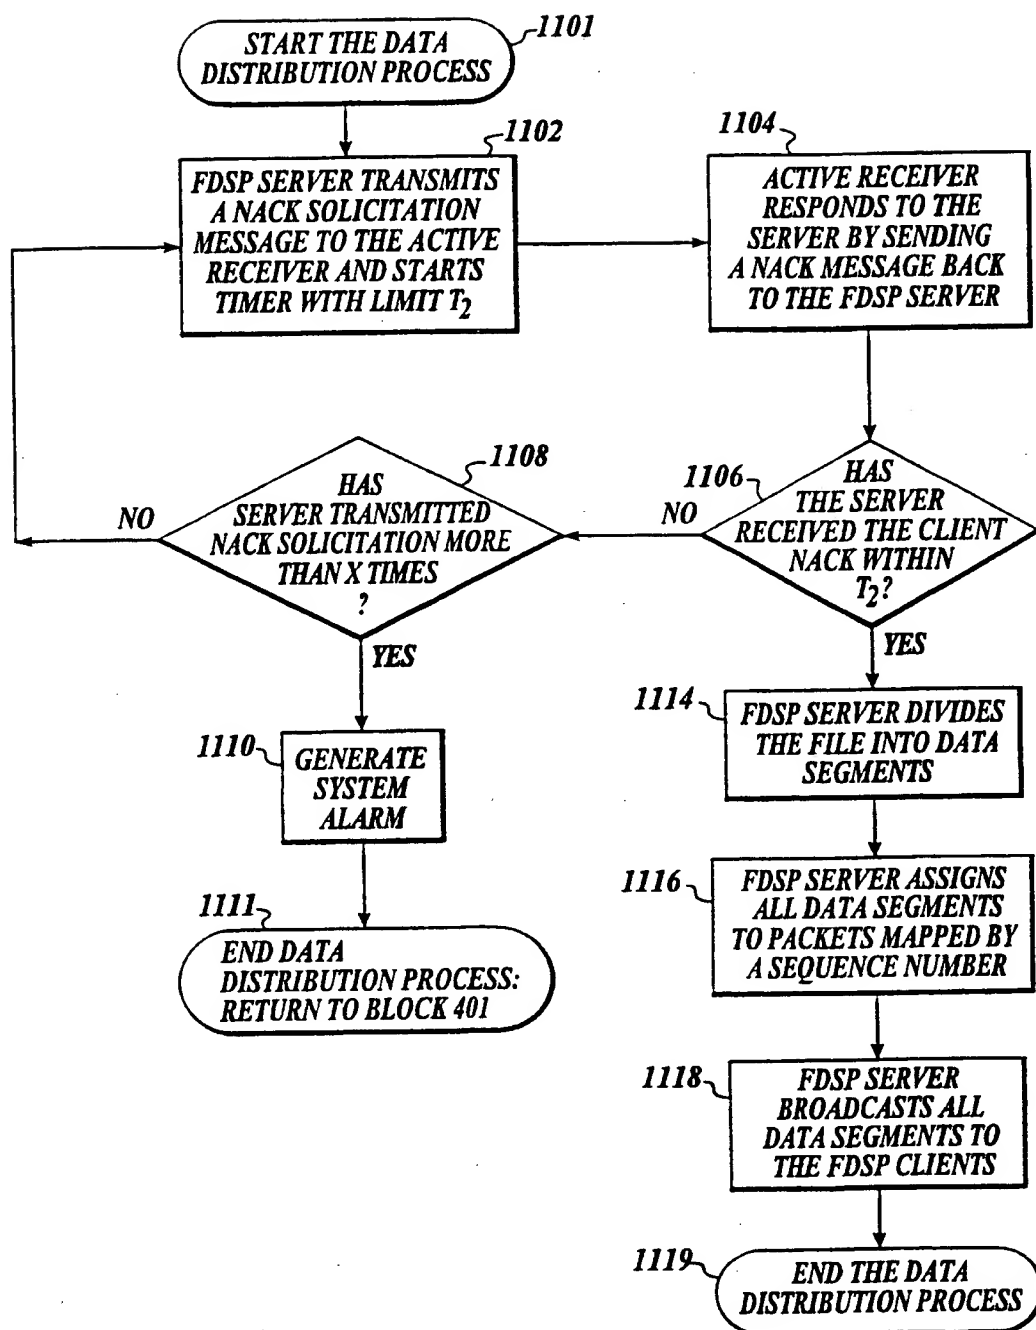 START THE DATA
DISTRIBUTION PROCESS
1101
1102
FDSP SERVER TRANSMITS
A NACK SOLICITATION
MESSAGE TO THE ACTIVE
RECEIVER AND STARTS
TIMER WITH LIMIT T2
1104
ACTIVE RECEIVER
RESPONDS TO THE
SERVER BY SENDING
A NACK MESSAGE BACK
TO THE FDSP SERVER
1106
HAS
THE SERVER
RECEIVED THE CLIENT
NACK WITHIN
T2?
NO
YES
1108
HAS
SERVER TRANSMITTED
NACK SOLICITATION MORE
THAN X TIMES
?
NO
YES
1110
GENERATE
SYSTEM
ALARM
1111
END DATA
DISTRIBUTION PROCESS:
RETURN TO BLOCK 401
1114
FDSP SERVER DIVIDES
THE FILE INTO DATA
SEGMENTS
1116
FDSP SERVER ASSIGNS
ALL DATA SEGMENTS
TO PACKETS MAPPED BY
A SEQUENCE NUMBER
1118
FDSP SERVER
BROADCASTS ALL
DATA SEGMENTS TO
THE FDSP CLIENTS
1119
END THE DATA
DISTRIBUTION PROCESS